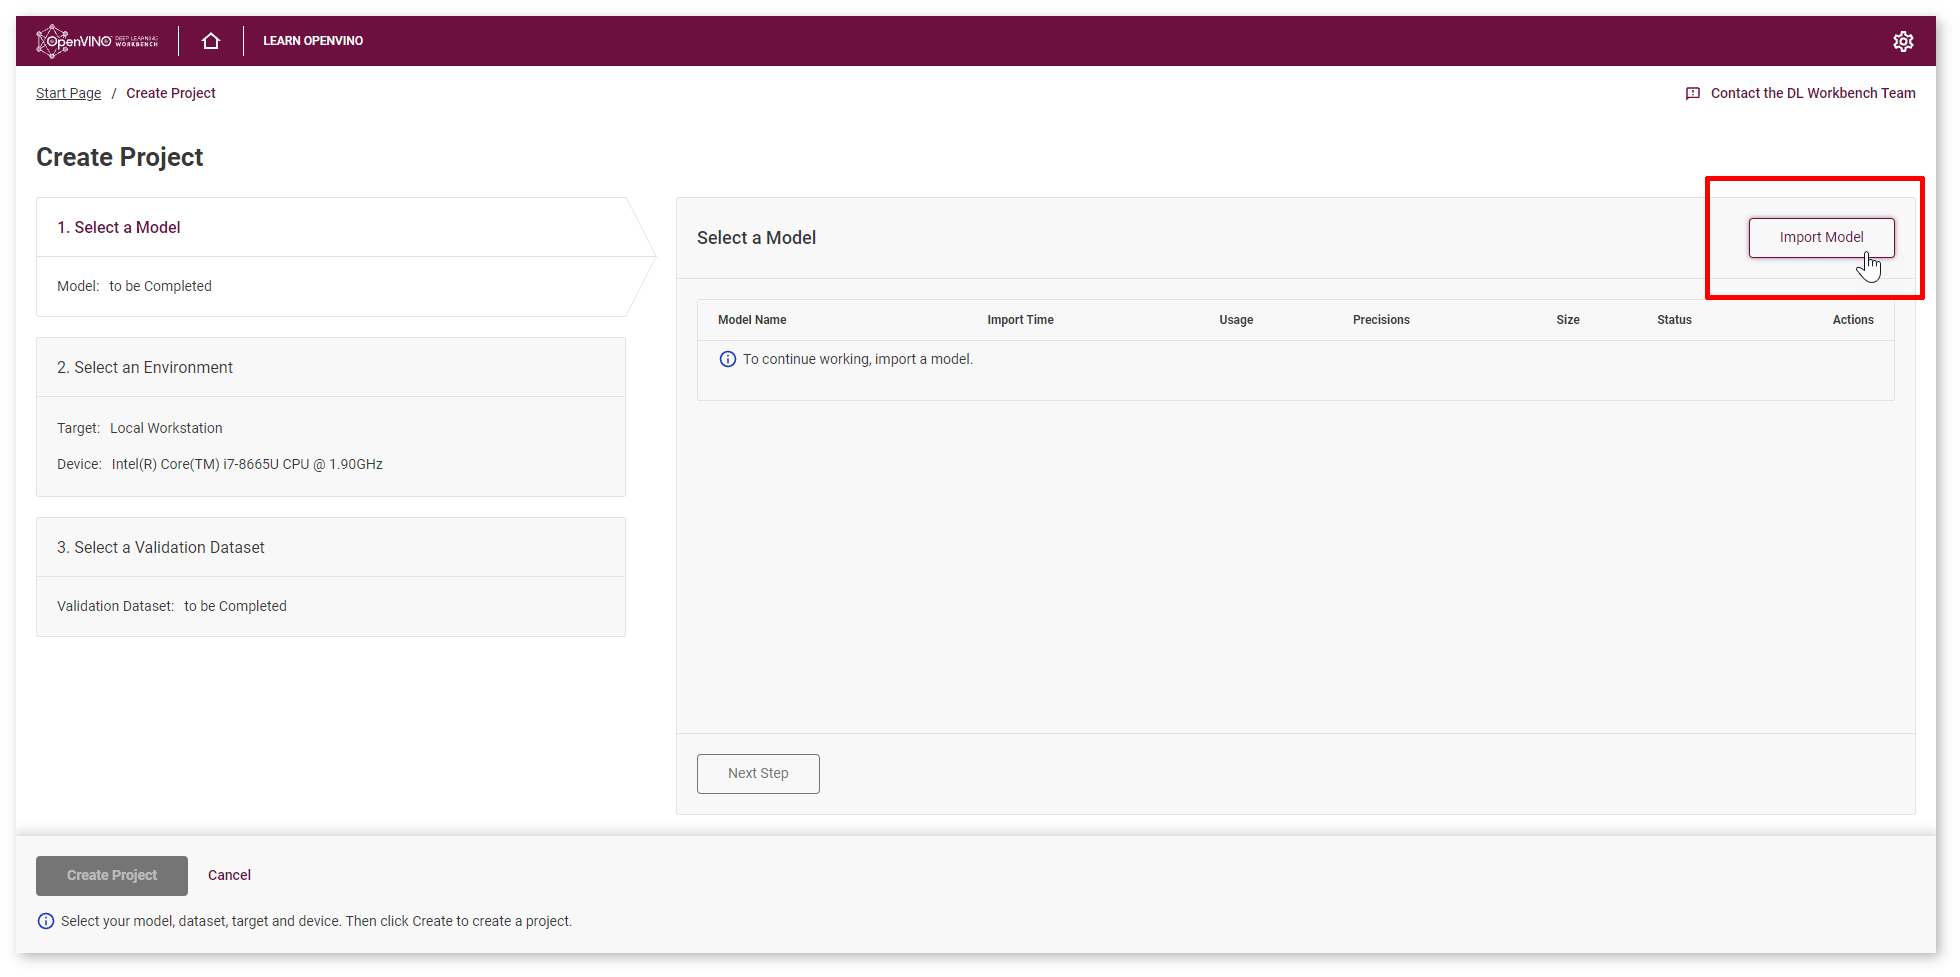 OpenVINO DEEP LEARNING WORKBENCH
LEARN OPENVINO
Start Page / Create Project
Contact the DL Workbench Team
Create Project
1. Select a Model
Model: to be Completed
2. Select an Environment
Target: Local Workstation
Device: Intel(R) Core(TM) i7-8665U CPU @ 1.90GHz
3. Select a Validation Dataset
Validation Dataset: to be Completed
Select a Model
Import Model
Model Name Import Time Usage Precisions Size Status Actions
To continue working, import a model.
Next Step
Create Project Cancel
Select your model, dataset, target and device. Then click Create to create a project.